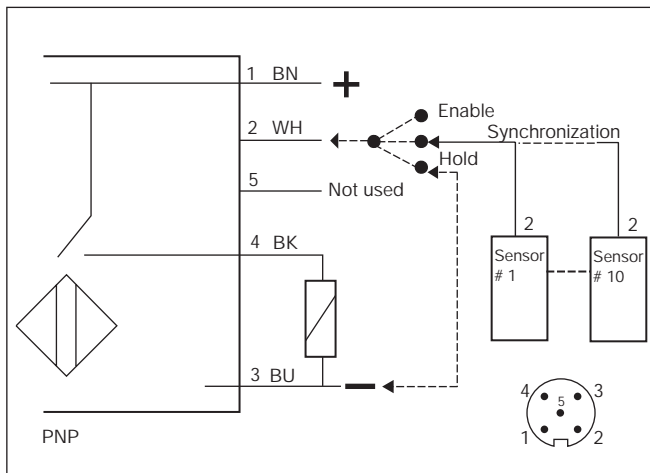 1 BN
+
Enable
2 WH
Synchronization
Hold
5
Not used
2
2
4 BK
Sensor
# 1
Sensor
# 10
3 BU
4
5
3
1
2
PNP